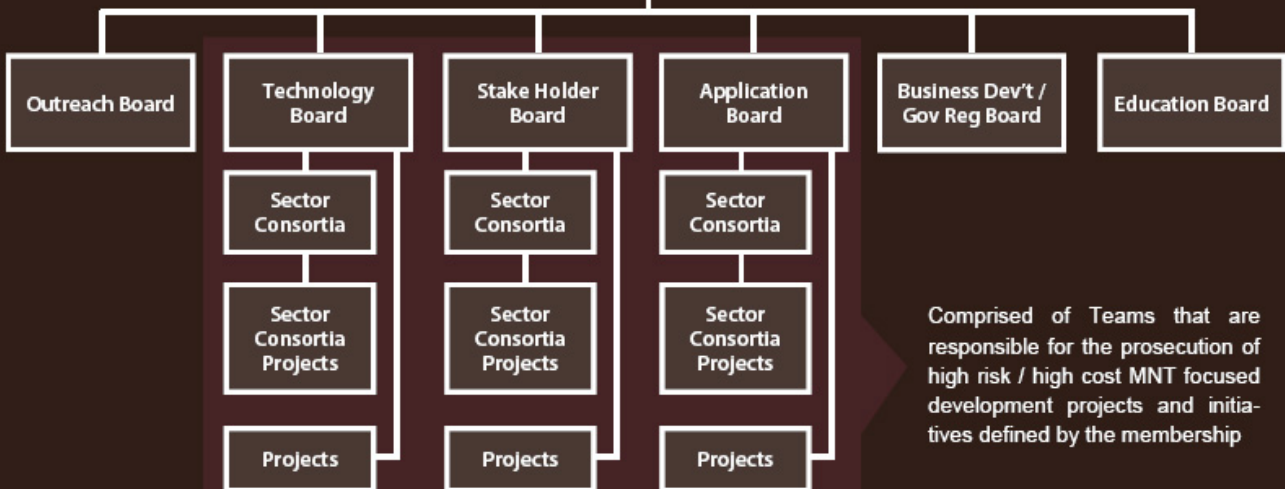 Outreach Board
Technology
Board
Stake Holder
Board
Application
Board
Business Dev't /
Gov Reg Board
Education Board
Sector
Consortia
Sector
Consortia
Sector
Consortia
Sector
Consortia
Projects
Sector
Consortia
Projects
Sector
Consortia
Projects
Comprised of Teams that are
responsible for the prosecution of
high risk / high cost MNT focused
development projects and initia-
tives defined by the membership
Projects
Projects
Projects